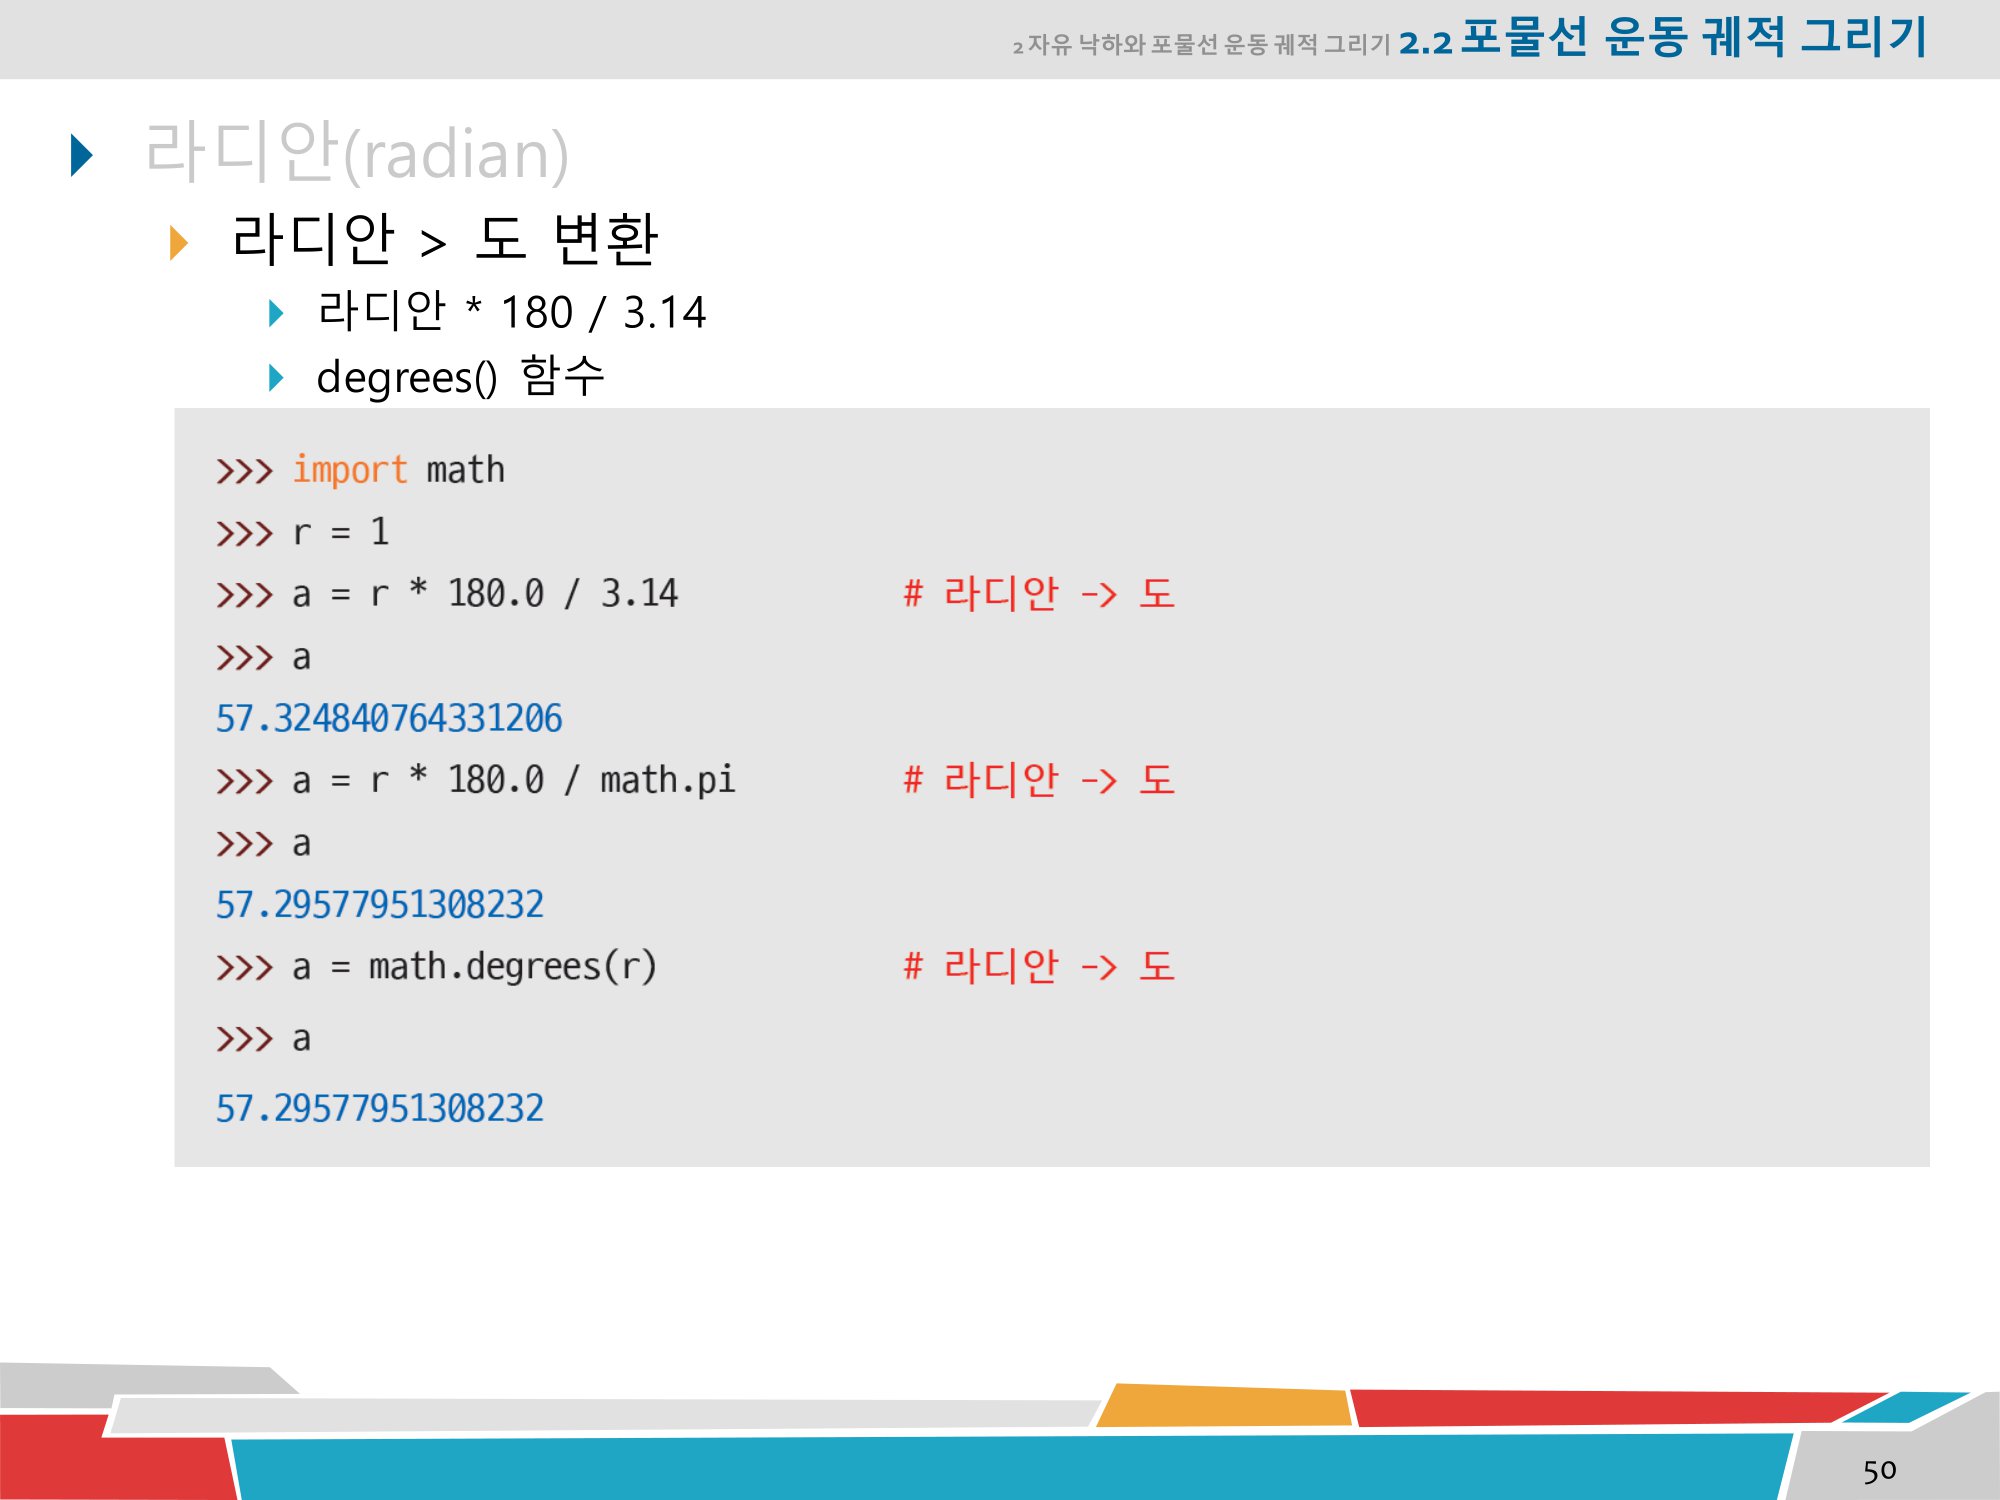 2 자유 낙하와 포물선 운동 궤적 그리기 2.2 포물선 운동 궤적 그리기
라디안(radian)
라디안 > 도 변환
라디안 * 180 / 3.14
degrees() 함수
>>> import math
>>> r = 1
>>> a = r * 180.0 / 3.14 # 라디안 -> 도
>>> a
57.324840764331206
>>> a = r * 180.0 / math.pi # 라디안 -> 도
>>> a
57.29577951308232
>>> a = math.degrees(r) # 라디안 -> 도
>>> a
57.29577951308232
50